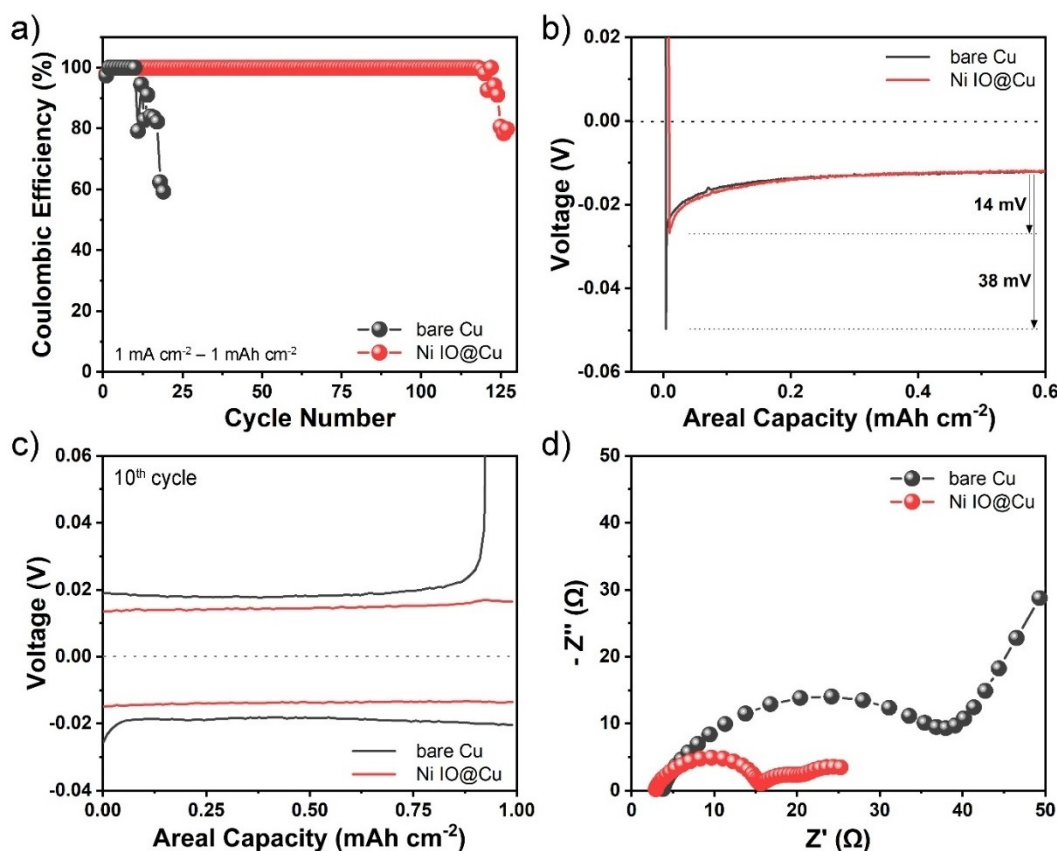 a)
100
80
60
40
20
0
0 25 50 75 100 125
Coulombic Efficiency (%)
Cycle Number
bare Cu
Ni IO@Cu
1 mA cm⁻² – 1 mAh cm⁻²
b)
0.02
0.00
-0.02
-0.04
-0.06
0.0 0.2 0.4 0.6
Voltage (V)
Areal Capacity (mAh cm⁻²)
bare Cu
Ni IO@Cu
14 mV
38 mV
c)
0.06
0.04
0.02
0.00
-0.02
-0.04
0.00 0.25 0.50 0.75 1.00
Voltage (V)
Areal Capacity (mAh cm⁻²)
10ᵗʰ cycle
bare Cu
Ni IO@Cu
d)
50
40
30
20
10
0
0 10 20 30 40 50
- Z'' (Ω)
Z' (Ω)
bare Cu
Ni IO@Cu